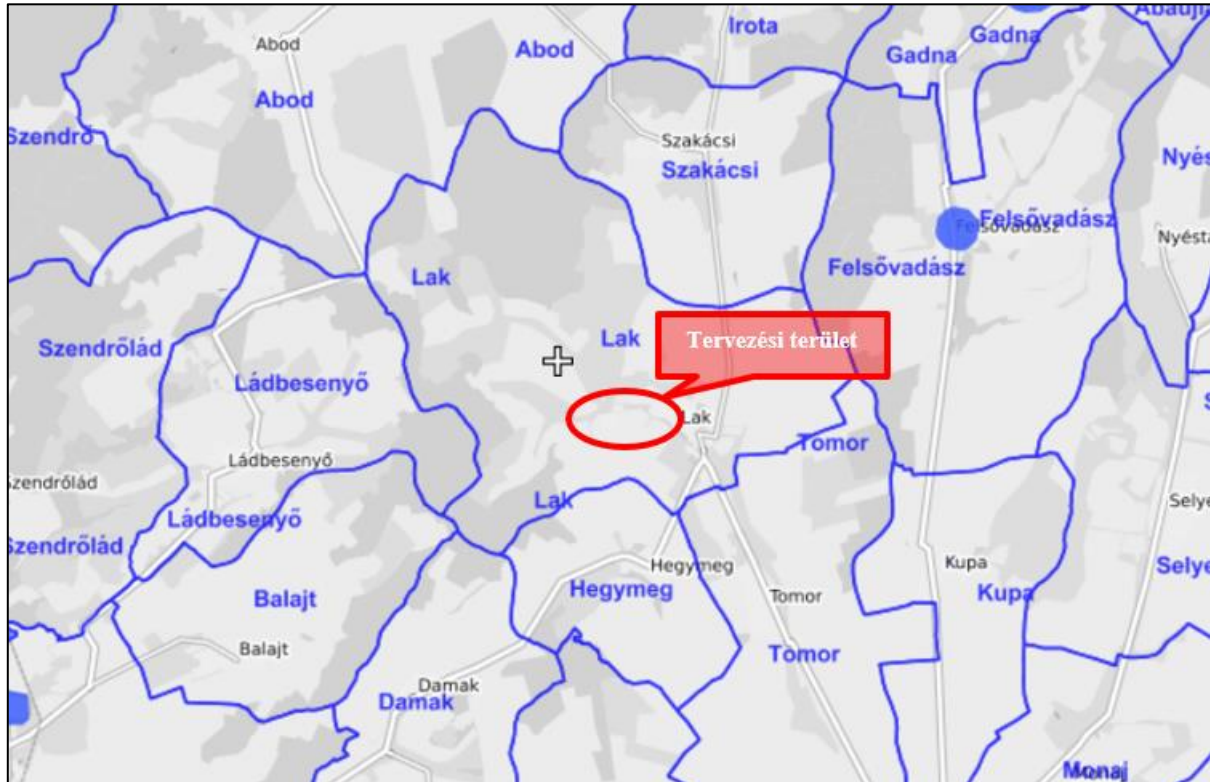 Abaúj
Irota
Gadna
Abod
Abod
Gadna
Abod
Szendrő
Szakácsi
Szakácsi
Nyés
Felsővadász
Felsővadász
Nyésta
Felsővadász
Lak
Lak
Tervezési terület
Szendrőlád
Ládbesenyő
Lak
Tomor
Ládbesenyő
Szendrőlád
Lak
Selye
Ládbesenyő
Szendrőlád
Hegymeg
Kupa
Selye
Hegymeg
Kupa
Balajt
Tomor
Balajt
Tomor
Damak
Damak
Monaj